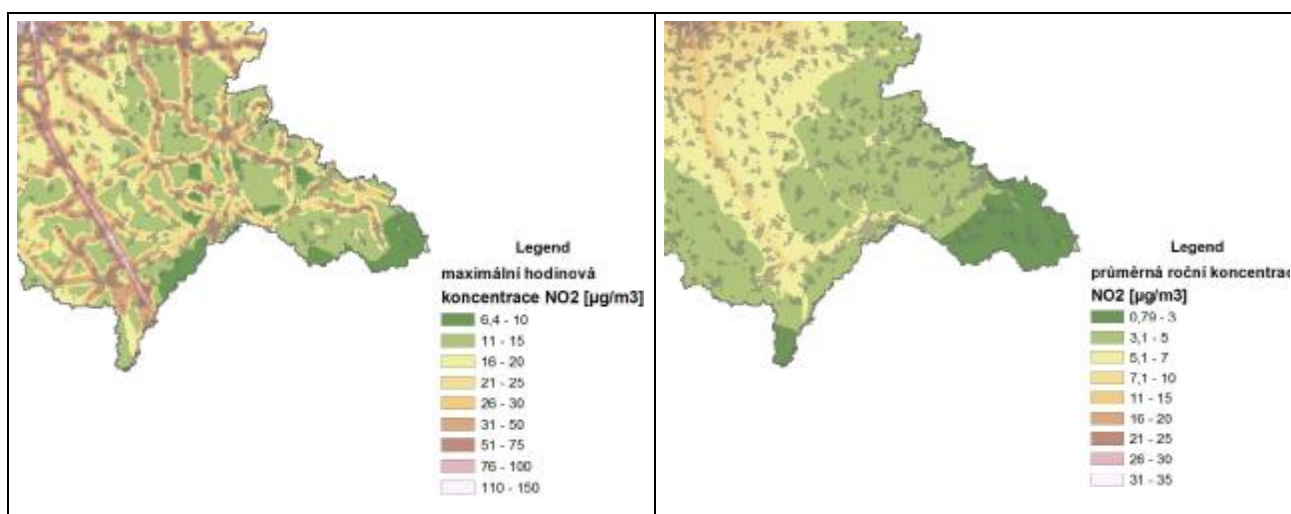 Legend
maximální hodinová
koncentrace NO2 [µg/m3]
6,4 - 10
11 - 15
16 - 20
21 - 25
26 - 30
31 - 50
51 - 75
76 - 100
110 - 150
Legend
průměrná roční koncentrac
NO2 [µg/m3]
0,79 - 3
3,1 - 5
5,1 - 7
7,1 - 10
11 - 15
16 - 20
21 - 25
26 - 30
31 - 35